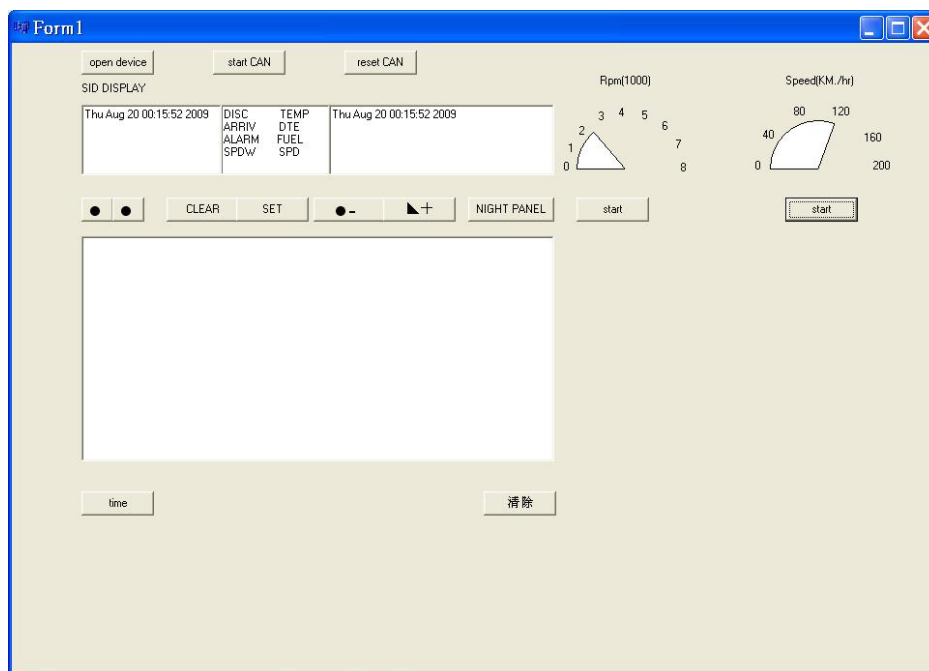 Form1
open device start CAN reset CAN
SID DISPLAY
Rpm(1000) Speed(KM./hr)
Thu Aug 20 00:15:52 2009
DISC TEMP
ARRIV DTE
ALARM FUEL
SPDW SPD
Thu Aug 20 00:15:52 2009
0 1 2 3 4 5 6 7 8
0 40 80 120 160 200
● ● CLEAR SET ●- ◣+ NIGHT PANEL start start
time 清除